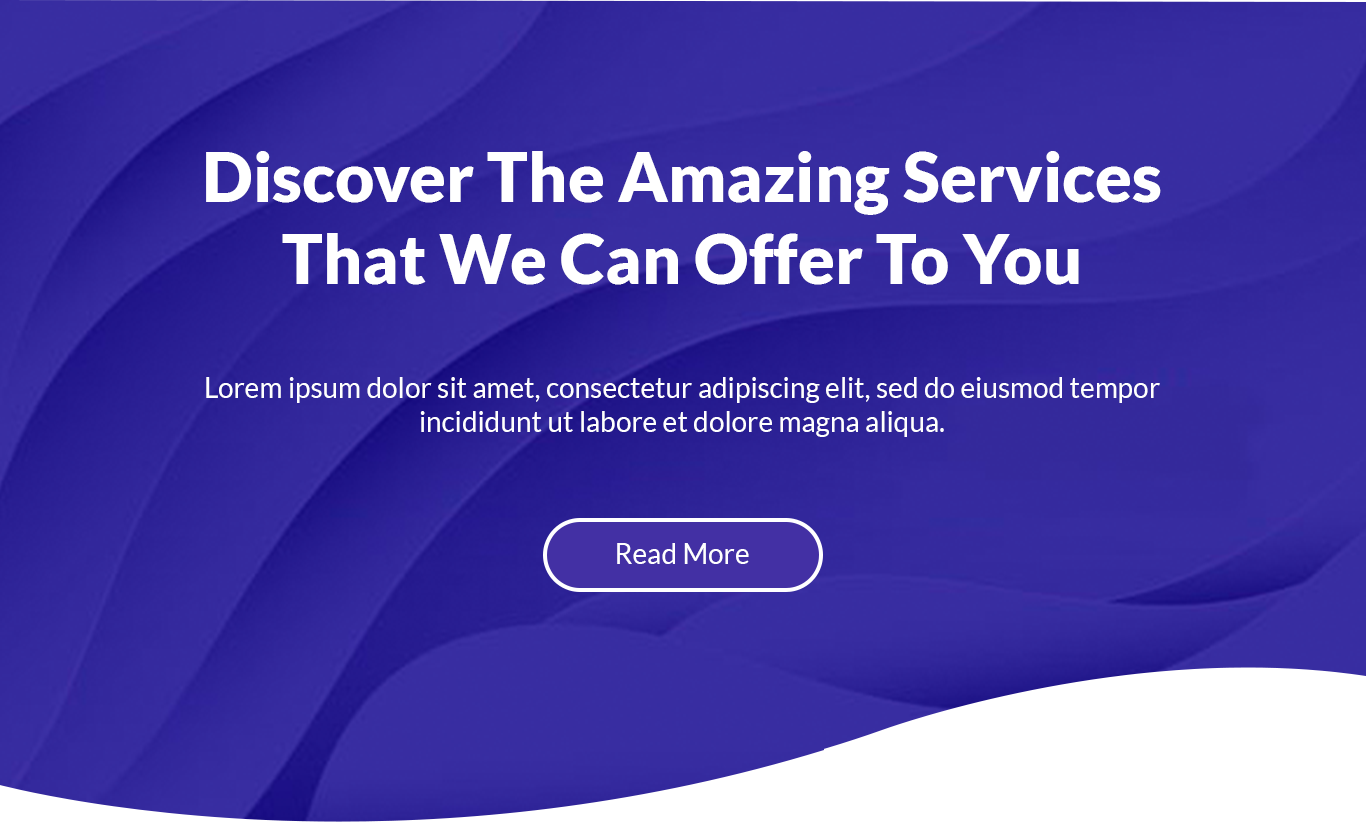 Discover The Amazing Services
That We Can Offer To You
Lorem ipsum dolor sit amet, consectetur adipiscing elit, sed do eiusmod tempor
incididunt ut labore et dolore magna aliqua.
Read More